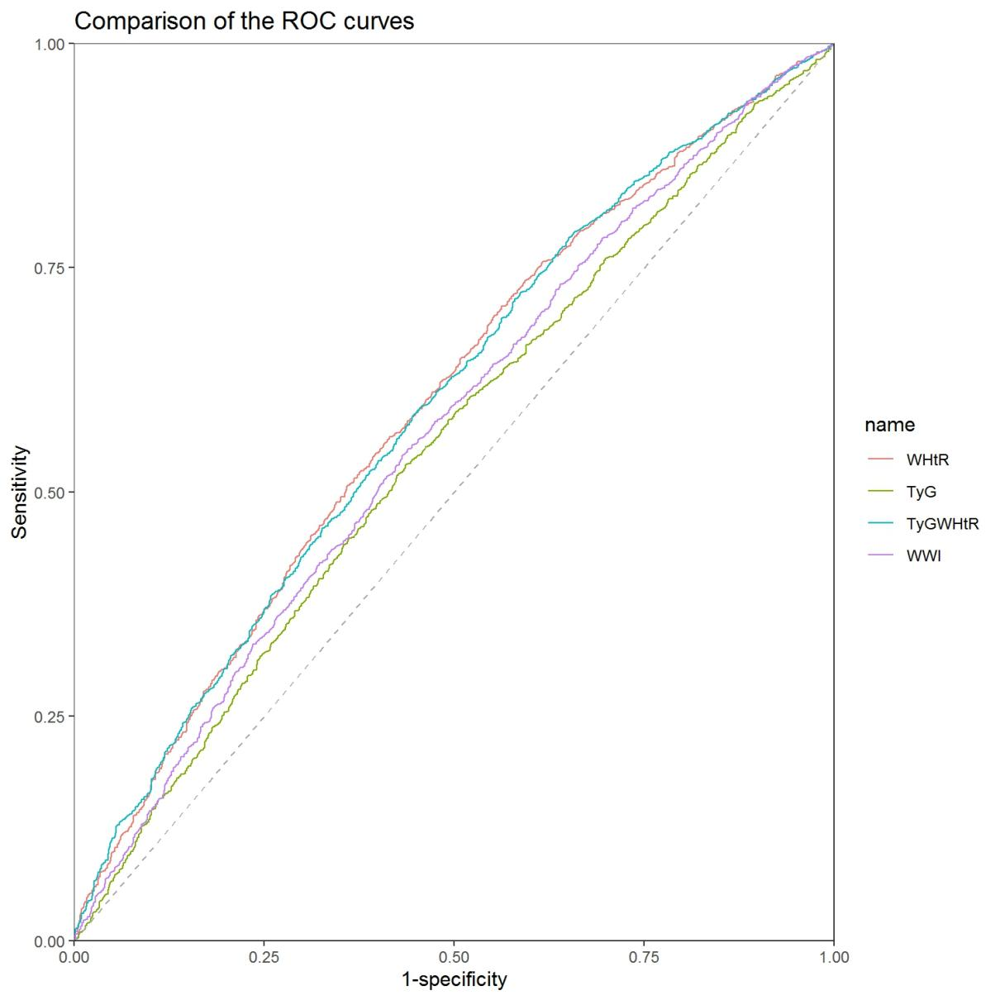 Comparison of the ROC curves
1.00
0.75
0.50
0.25
0.00
Sensitivity
0.00 0.25 0.50 0.75 1.00
1-specificity
name
WHtR
TyG
TyGWHtR
WWI